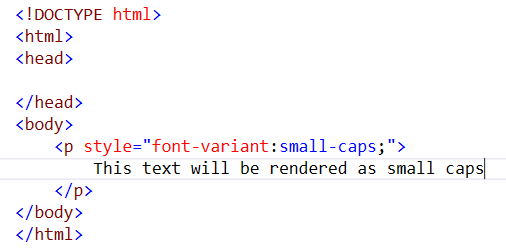 <!DOCTYPE html>
<html>
<head>
</head>
<body>
<p style="font-variant:small-caps;">
This text will be rendered as small caps
</p>
</body>
</html>